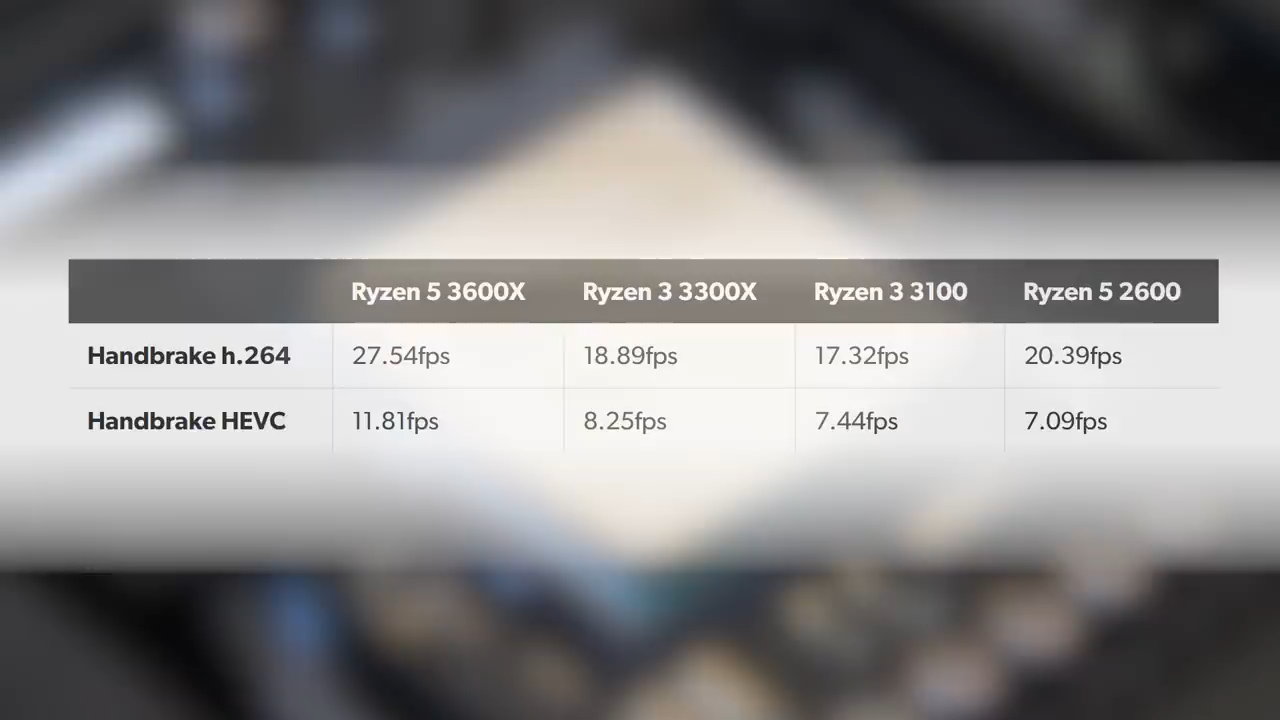 Ryzen 5 3600X Ryzen 3 3300X Ryzen 3 3100 Ryzen 5 2600
Handbrake h.264 27.54fps 18.89fps 17.32fps 20.39fps
Handbrake HEVC 11.81fps 8.25fps 7.44fps 7.09fps